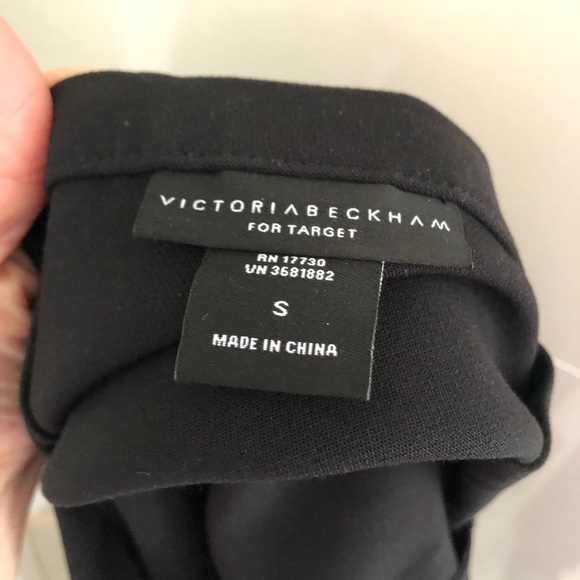 VICTORIABECKHAM
FOR TARGET
RN 17730
VN 3681882
S
MADE IN CHINA